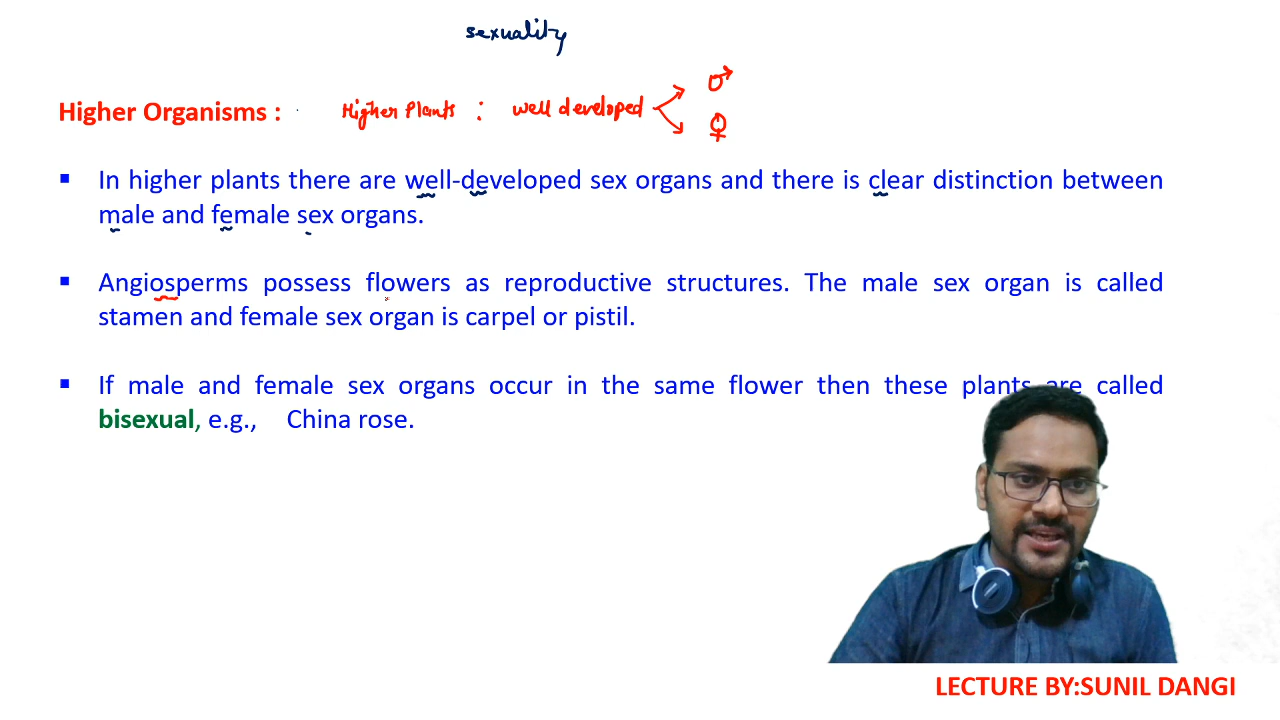 sexuality
Higher Organisms : Higher Plants : well developed ♂
♀
▪ In higher plants there are well-developed sex organs and there is clear distinction between
male and female sex organs.
▪ Angiosperms possess flowers as reproductive structures. The male sex organ is called
stamen and female sex organ is carpel or pistil.
▪ If male and female sex organs occur in the same flower then these plants are called
bisexual, e.g., China rose.
LECTURE BY:SUNIL DANGI